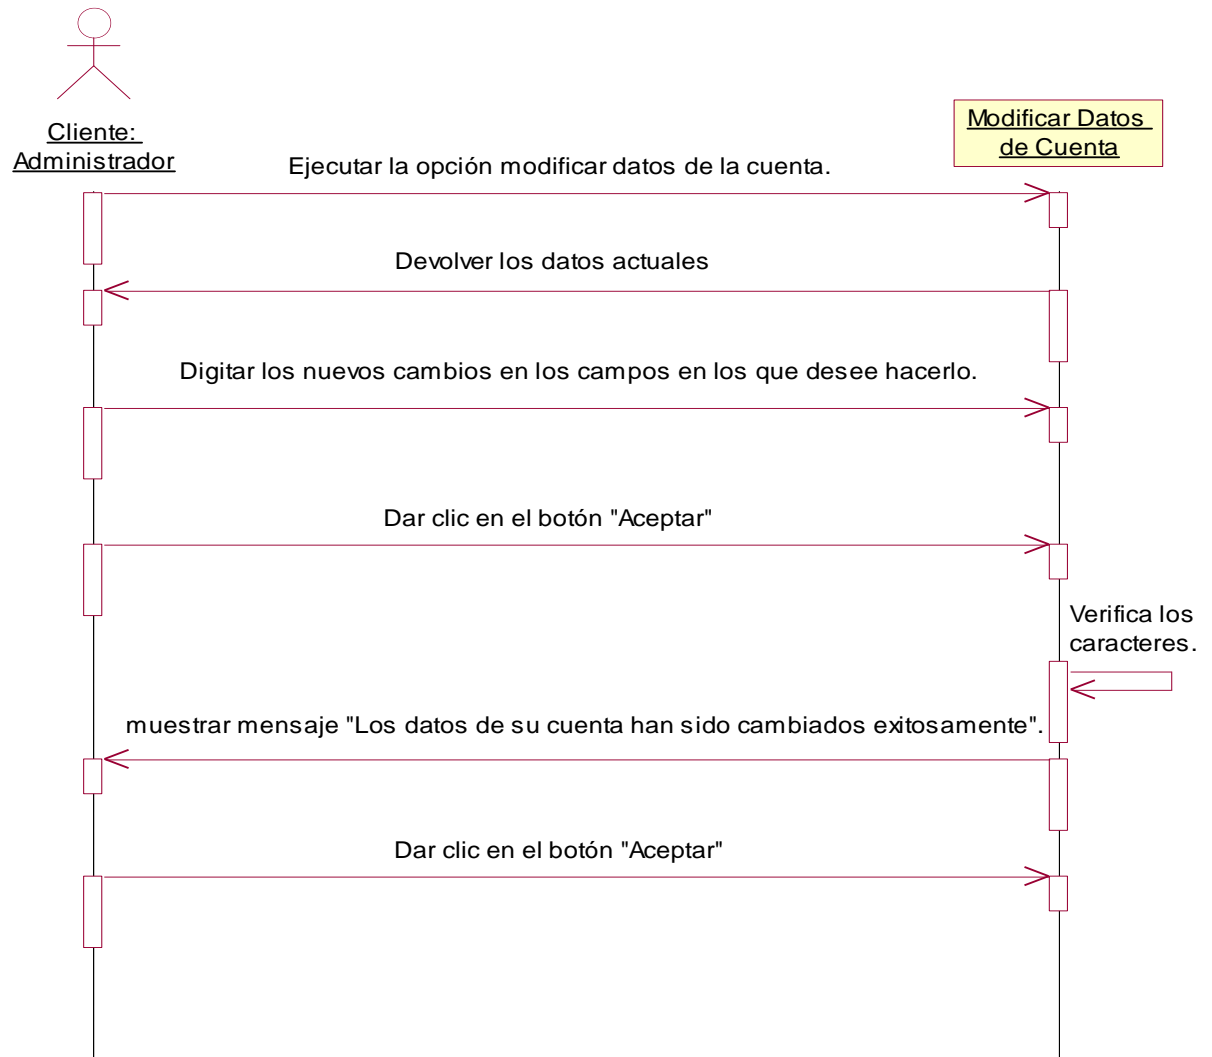 Cliente:
Administrador
Modificar Datos
de Cuenta
Ejecutar la opción modificar datos de la cuenta.
Devolver los datos actuales
Digitar los nuevos cambios en los campos en los que desee hacerlo.
Dar clic en el botón "Aceptar"
Verifica los
caracteres.
muestrar mensaje "Los datos de su cuenta han sido cambiados exitosamente".
Dar clic en el botón "Aceptar"